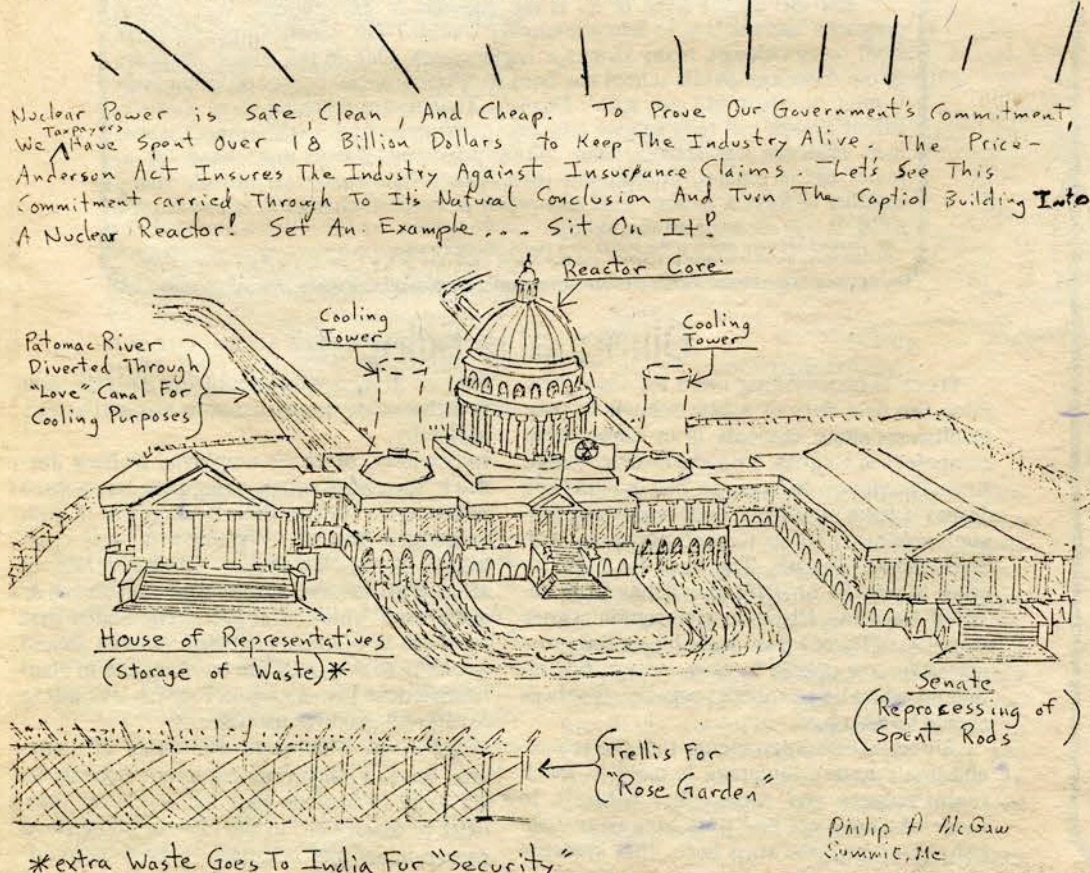 Nuclear Power is Safe, Clean, And Cheap. To Prove Our Government's Commitment,
We Taxpayers Have Spent Over 18 Billion Dollars to Keep The Industry Alive. The Price-
Anderson Act Insures The Industry Against Insurance Claims. Let's See This
Commitment carried Through To Its Natural Conclusion And Turn The Captiol Building Into
A Nuclear Reactor! Set An Example ... Sit On It!
Reactor Core
Cooling
Tower
Cooling
Tower
Patomac River
Diverted Through
"Love" Canal For
Cooling Purposes
House of Representatives
(Storage of Waste)*
Senate
(Reprocessing of
Spent Rods)
Trellis For
"Rose Garden"
Philip A McGaw
Summit, Me
*extra Waste Goes To India Fur "Security"